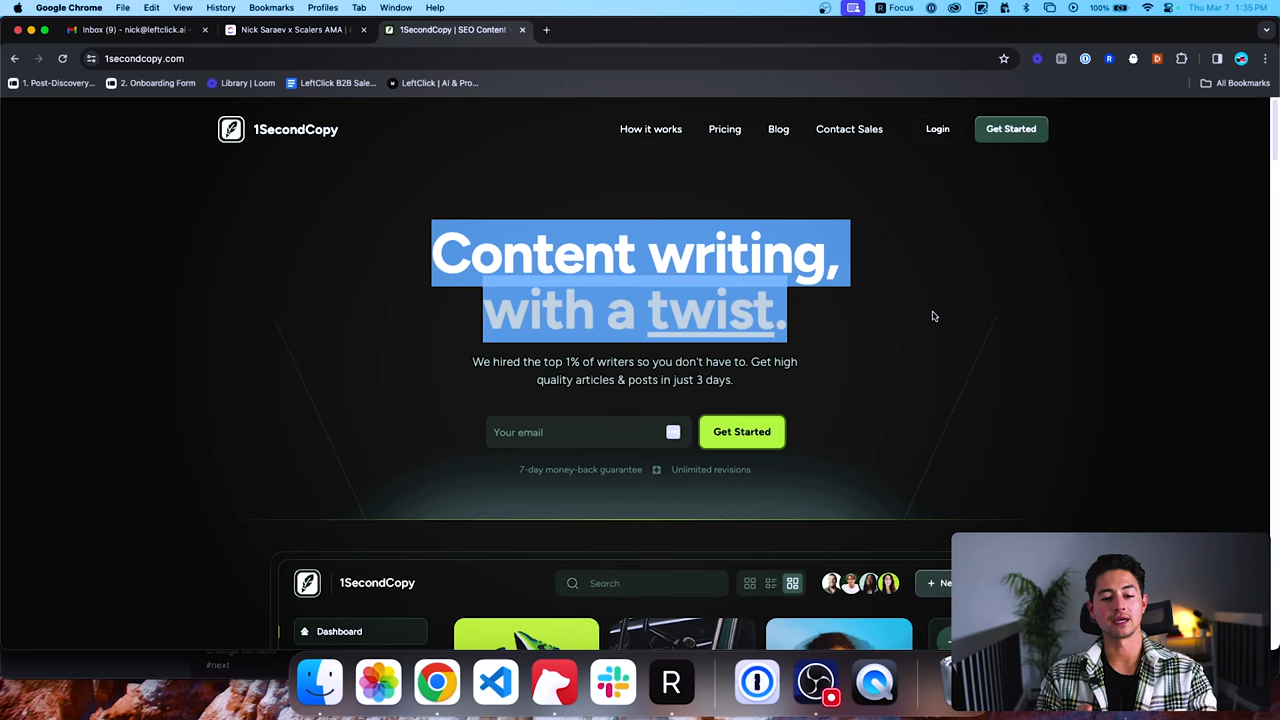 Google Chrome File Edit View History Bookmarks Profiles Tab Window Help
Focus 100% Thu Mar 7 1:35 PM
Inbox (9) - nick@leftclick.ai -
Nick Saraev x Scalers AMA |
1SecondCopy | SEO Content
1secondcopy.com
1. Post-Discovery...
2. Onboarding Form
Library | Loom
LeftClick B2B Sale...
LeftClick | AI & Pro...
All Bookmarks
1SecondCopy
How it works
Pricing
Blog
Contact Sales
Login
Get Started
Content writing,
with a twist.
We hired the top 1% of writers so you don't have to. Get high
quality articles & posts in just 3 days.
Your email
Get Started
7-day money-back guarantee
Unlimited revisions
1SecondCopy
Search
+ Ne
Dashboard
#next
R